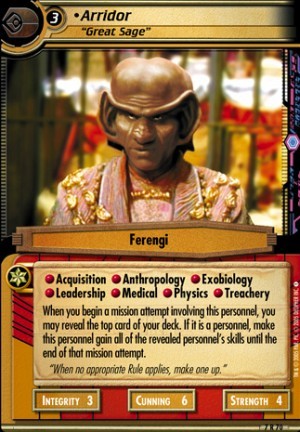 3
•Arridor
"Great Sage"
Ferengi
•Acquisition •Anthropology •Exobiology
•Leadership •Medical •Physics •Treachery
When you begin a mission attempt involving this personnel, you
may reveal the top card of your deck. If it is a personnel, make
this personnel gain all of the revealed personnel's skills until the
end of that mission attempt.
"When no appropriate Rule applies, make one up."
INTEGRITY 3 CUNNING 6 STRENGTH 4